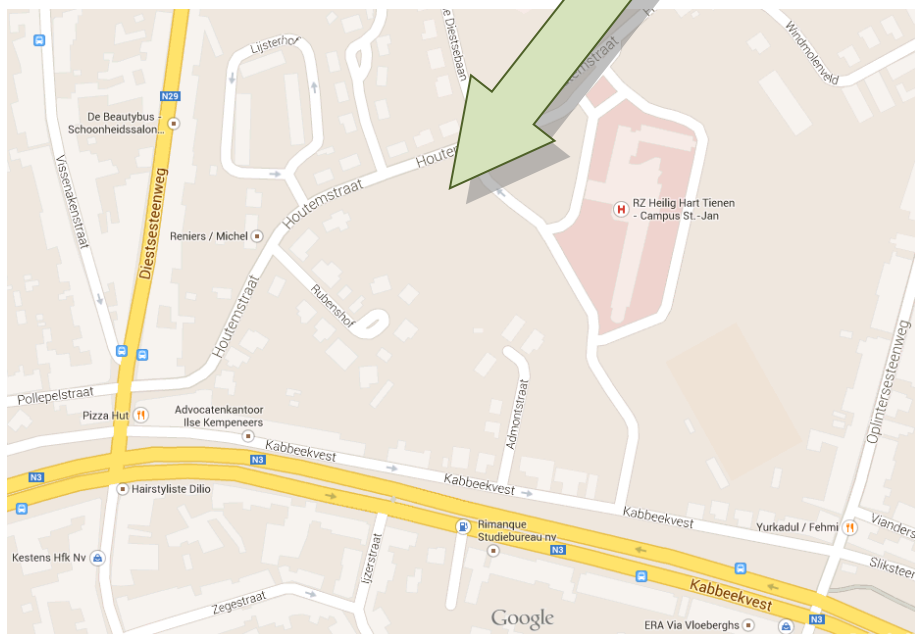 Lijsterhof
e Diestsebaan
Windmolenveld
N29
De Beautybus -
Schoonheidssalon...
Vissenakenstraat
Diestsesteenweg
Houtemstraat
Houte
mstraat
H
RZ Heilig Hart Tienen
- Campus St.-Jan
Reniers / Michel
Rubenshof
Houtemstraat
Pollepelstraat
Pizza Hut
Advocatenkantoor
Ilse Kempeneers
Admontstraat
Oplintersesteenweg
Kabbeekvest
N3
Kabbeekvest
Kabbeekvest
Hairstyliste Dilio
Rimanque
Studiebureau nv
Yurkadul / Fehmi
Vianders
Sliksteen
Kestens Hfk Nv
Ijzerstraat
N3
Kabbeekvest
Zegestraat
Google
ERA Via Vloeberghs
N3